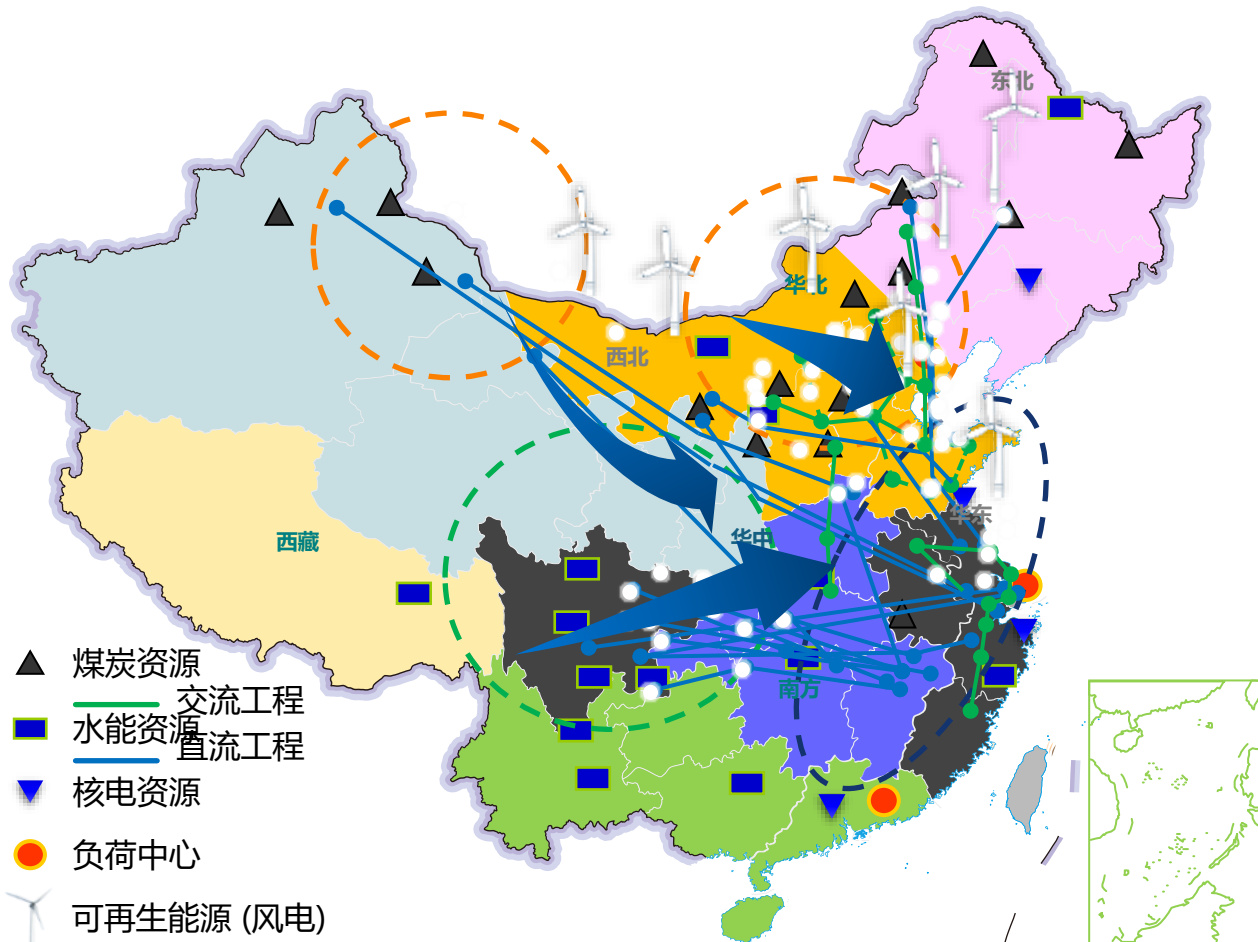 东北
华北
西北
华东
华中
西藏
南方
煤炭资源
交流工程
水能资源
直流工程
核电资源
负荷中心
可再生能源 (风电)